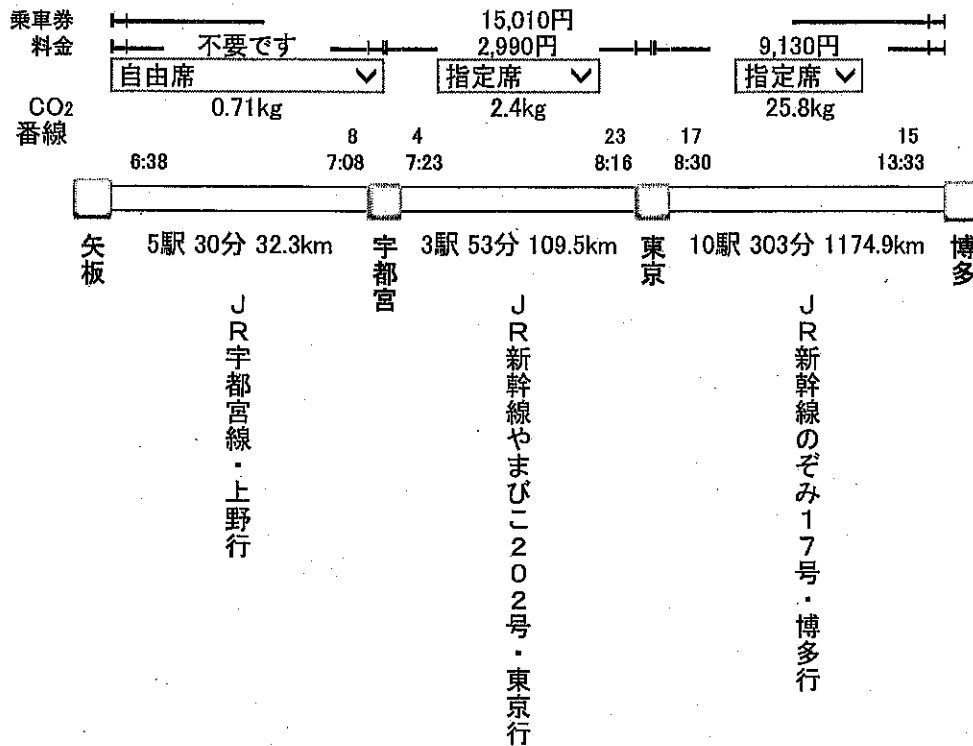 乗車券 15,010円
料金 不要です 2,990円 9,130円
自由席 指定席 指定席
CO2 0.71kg 2.4kg 25.8kg
番線 8 4 23 17 15
6:38 7:08 7:23 8:16 8:30 13:33
矢板 5駅 30分 32.3km 宇都宮 3駅 53分 109.5km 東京 10駅 303分 1174.9km 博多
JR宇都宮線・上野行
JR新幹線やまびこ202号・東京行
JR新幹線のぞみ17号・博多行